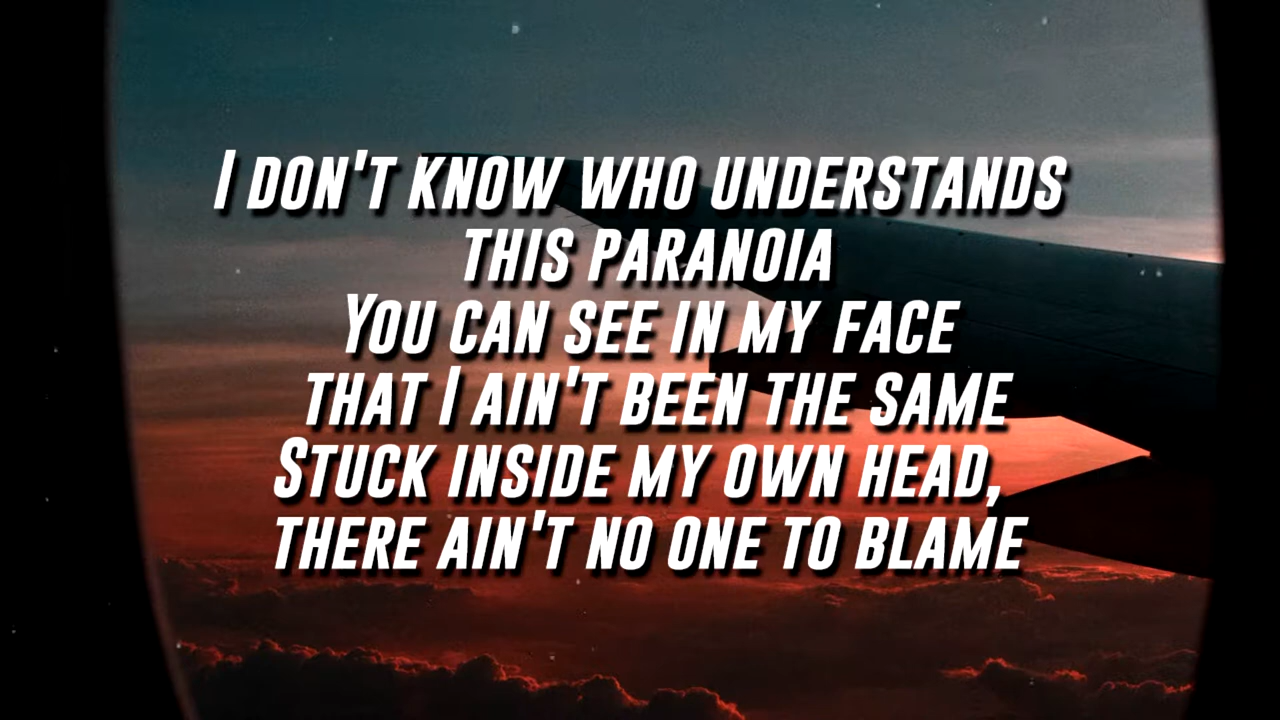 I don't know who understands
this paranoia
You can see in my face
that I ain't been the same
Stuck inside my own head,
there ain't no one to blame